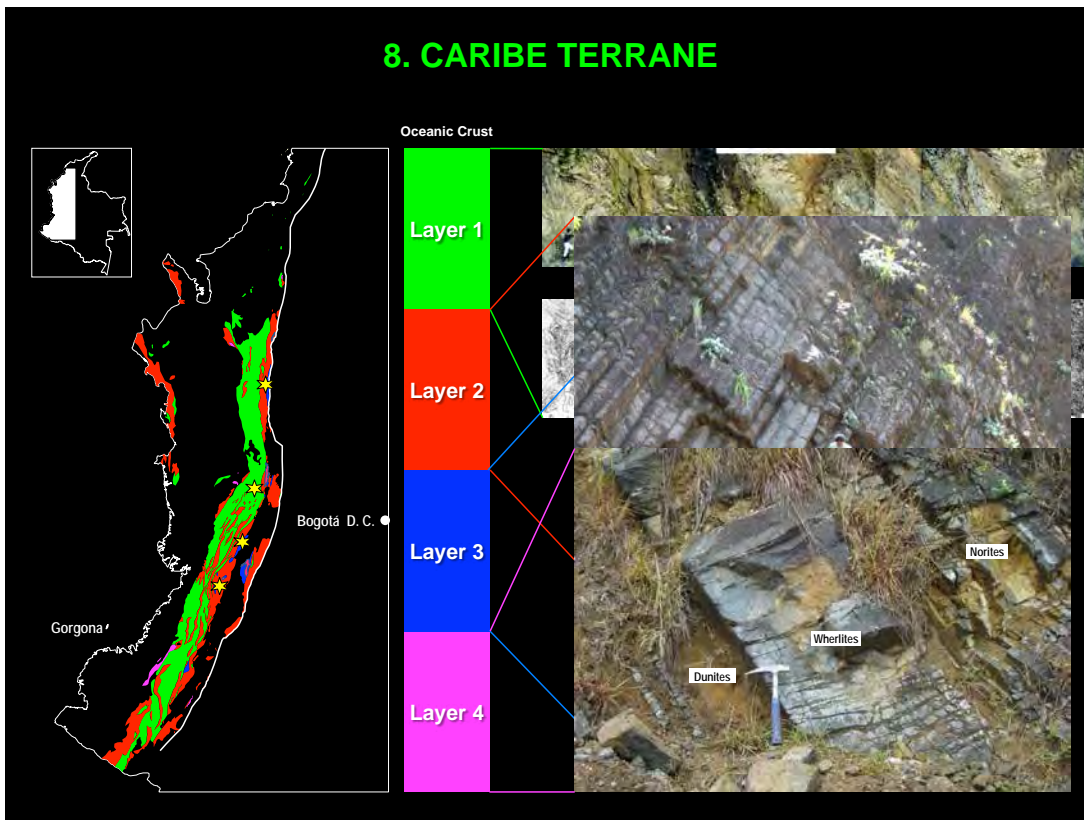 8. CARIBE TERRANE
Oceanic Crust
Layer 1
Layer 2
Layer 3
Layer 4
Bogotá D. C.
Gorgona
Norites
Wherlites
Dunites